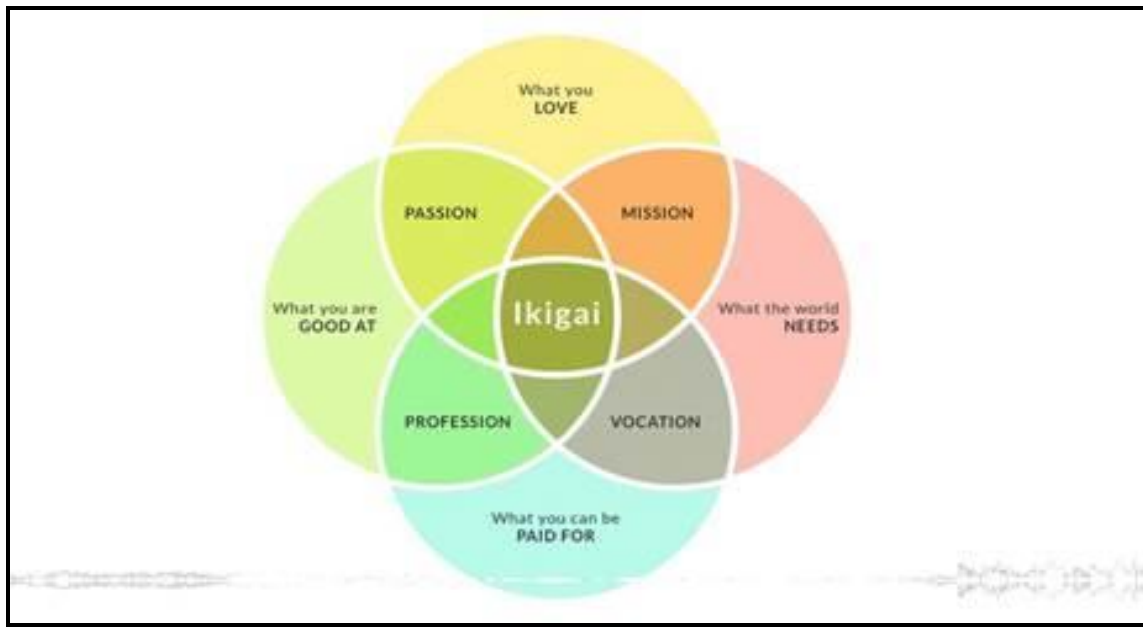 What you
LOVE
PASSION
MISSION
What you are
GOOD AT
Ikigai
What the world
NEEDS
PROFESSION
VOCATION
What you can be
PAID FOR